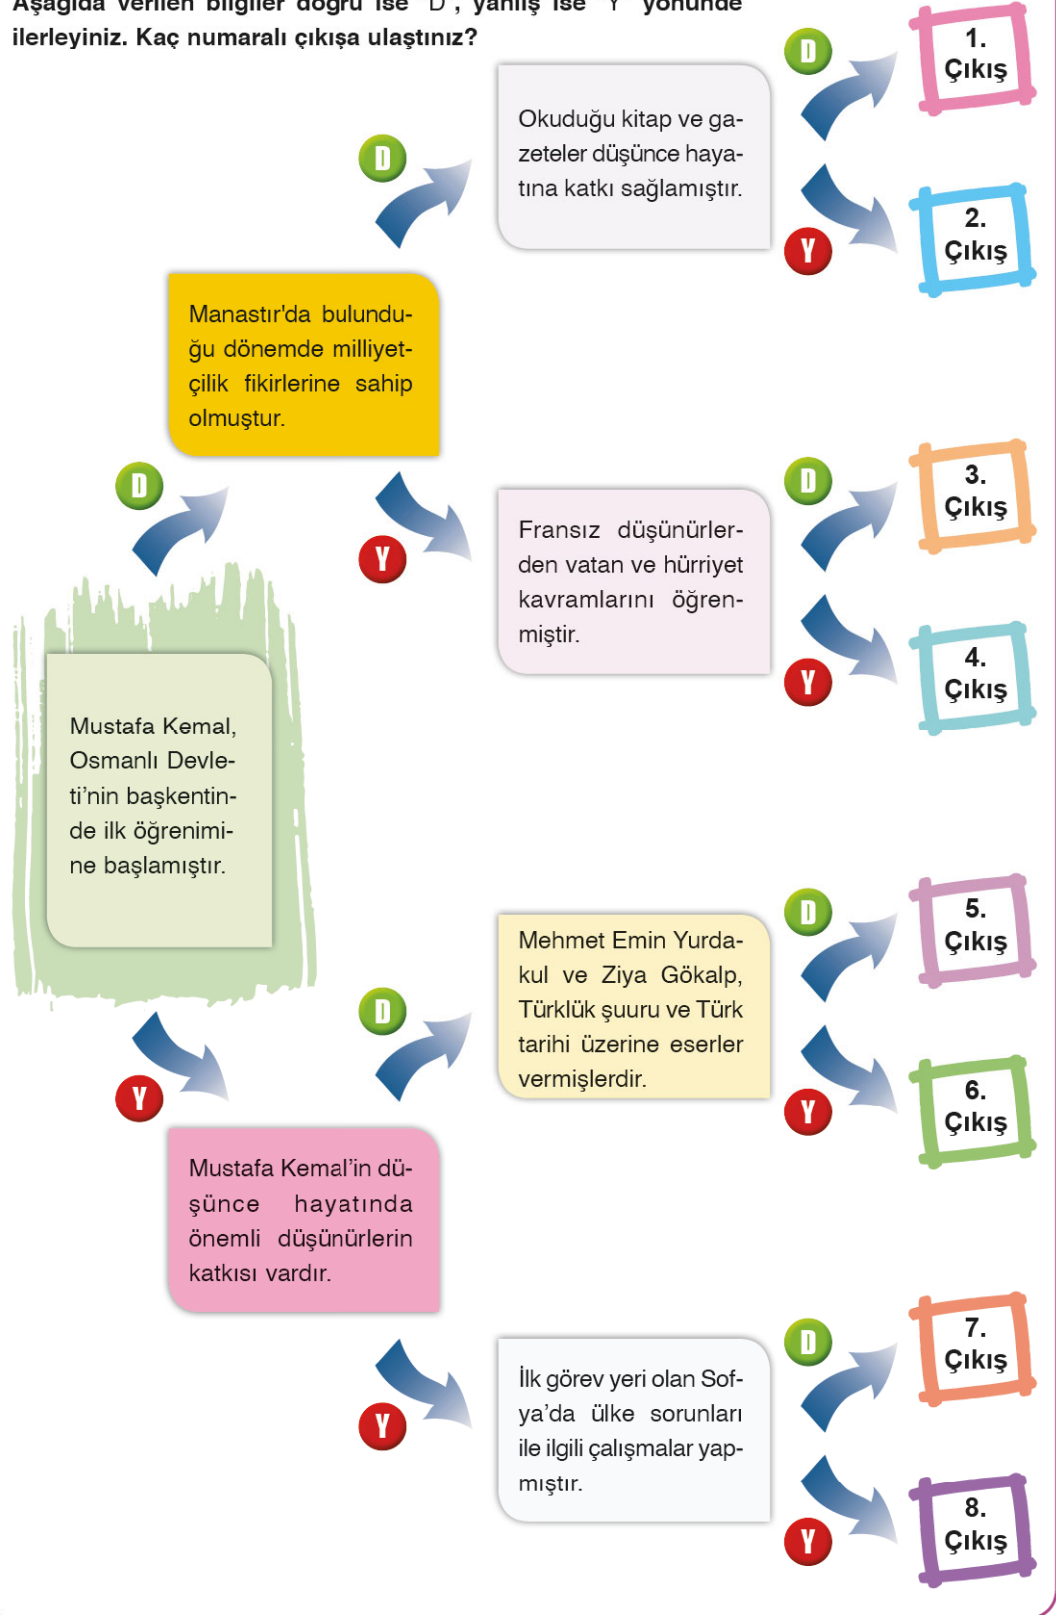 Aşağıda verilen bilgiler doğru ise "D", yanlış ise "Y" yönünde
ilerleyiniz. Kaç numaralı çıkışa ulaştınız?
D
1.
Çıkış
Okuduğu kitap ve ga-
zeteler düşünce haya-
tına katkı sağlamıştır.
D
Y
2.
Çıkış
Manastır'da bulundu-
ğu dönemde milliyet-
çilik fikirlerine sahip
olmuştur.
D
Y
D
3.
Çıkış
Fransız düşünürler-
den vatan ve hürriyet
kavramlarını öğren-
miştir.
Y
4.
Çıkış
Mustafa Kemal,
Osmanlı Devle-
ti'nin başkentin-
de ilk öğrenimi-
ne başlamıştır.
D
5.
Çıkış
Mehmet Emin Yurda-
kul ve Ziya Gökalp,
Türklük şuuru ve Türk
tarihi üzerine eserler
vermişlerdir.
D
Y
Y
6.
Çıkış
Mustafa Kemal'in dü-
şünce hayatında
önemli düşünürlerin
katkısı vardır.
Y
D
7.
Çıkış
İlk görev yeri olan Sof-
ya'da ülke sorunları
ile ilgili çalışmalar yap-
mıştır.
Y
8.
Çıkış